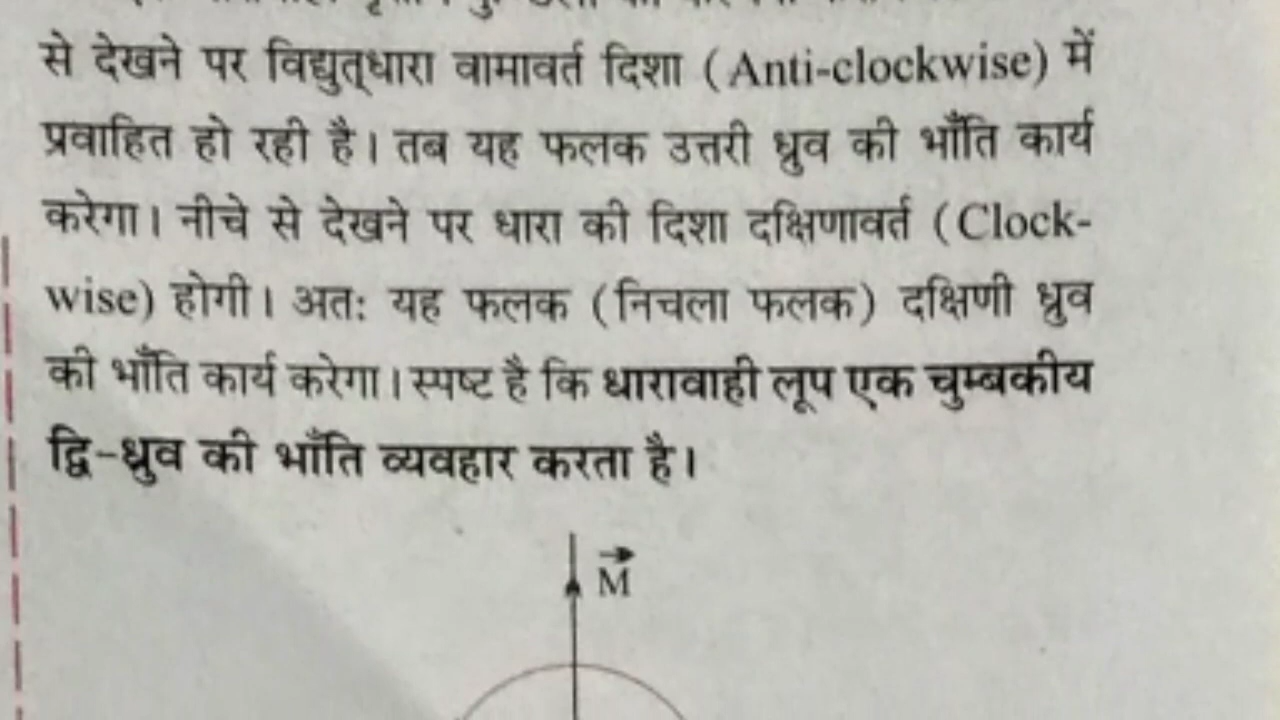 से देखने पर विद्युत्धारा वामावर्त दिशा (Anti-clockwise) में
प्रवाहित हो रही है। तब यह फलक उत्तरी ध्रुव की भाँति कार्य
करेगा। नीचे से देखने पर धारा की दिशा दक्षिणावर्त (Clock-
wise) होगी। अतः यह फलक (निचला फलक) दक्षिणी ध्रुव
की भाँति कार्य करेगा। स्पष्ट है कि धारावाही लूप एक चुम्बकीय
द्वि-ध्रुव की भाँति व्यवहार करता है।
M